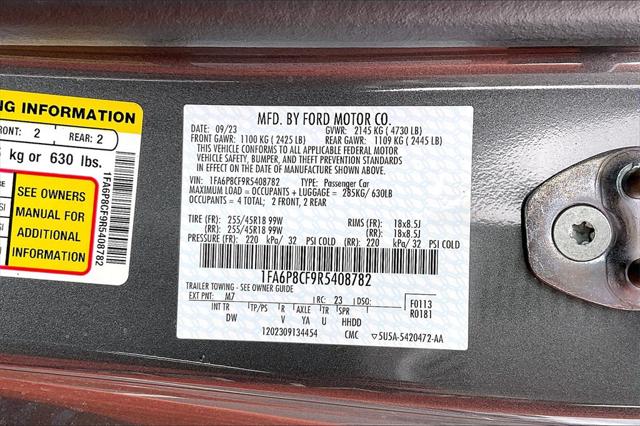 NG INFORMATION
RONT: 2 REAR: 2
kg or 630 lbs.
SEE OWNERS
MANUAL FOR
ADDITIONAL
INFORMATION
1FA6P8CF9R5408782
MFD. BY FORD MOTOR CO.
09/23 GVWR: 2145 KG ( 4730 LB)
FRONT GAWR: 1100 KG ( 2425 LB) REAR GAWR: 1109 KG ( 2445 LB)
THIS VEHICLE CONFORMS TO ALL APPLICABLE FEDERAL MOTOR
VEHICLE SAFETY, BUMPER, AND THEFT PREVENTION STANDARDS
IN EFFECT ON THE DATE OF MANUFACTURE SHOWN ABOVE.
VIN: 1FA6P8CF9R5408782 TYPE: Passenger Car
MAXIMUM LOAD = OCCUPANTS + LUGGAGE = 285KG/ 630LB
OCCUPANTS = 4 TOTAL; 2 FRONT, 2 REAR
TIRE (FR): 255/45R18 99W RIMS (FR): 18x8.5J
(RR): 255/45R18 99W (RR): 18x8.5J
PRESSURE (FR): 220 kPA/ 32 PSI COLD (RR): 220 kPA/ 32 PSI COLD
1FA6P8CF9R5408782
TRAILER TOWING - SEE OWNER GUIDE
EXT PNT: M7 RC: 23 DSO: F0113
INT TR TP/PS R AXLE TR SPR R0181
DW V YA U HHDD
1202309134454 CMC 5U5A-5420472-AA